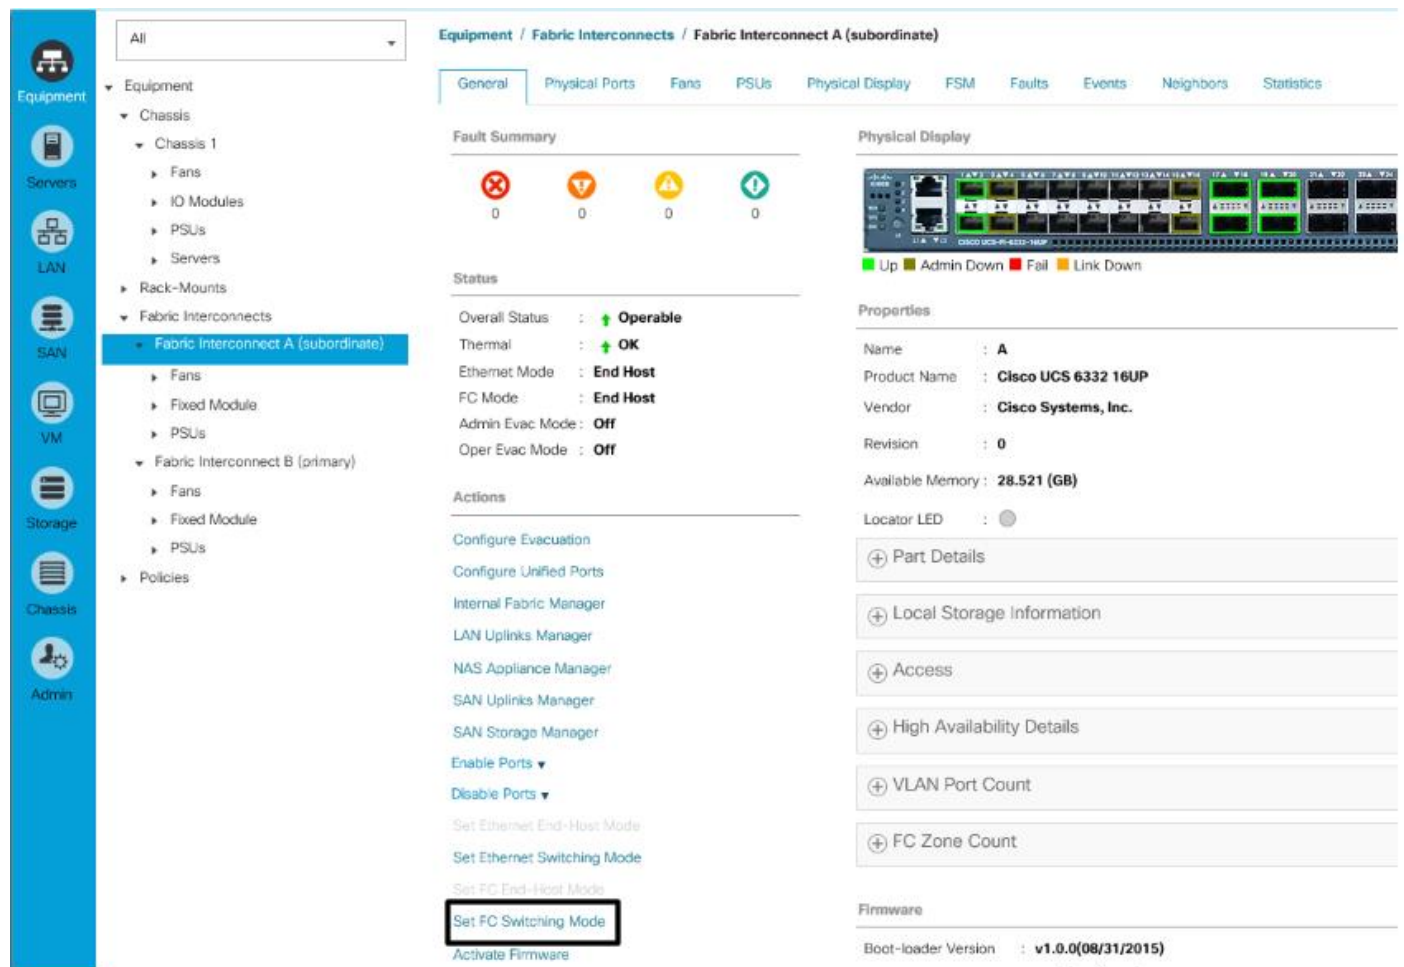 Equipment
Servers
LAN
SAN
VM
Storage
Chassis
Admin
All
Equipment
Chassis
Chassis 1
Fans
IO Modules
PSUs
Servers
Rack-Mounts
Fabric Interconnects
Fabric Interconnect A (subordinate)
Fans
Fixed Module
PSUs
Fabric Interconnect B (primary)
Fans
Fixed Module
PSUs
Policies
Equipment / Fabric Interconnects / Fabric Interconnect A (subordinate)
General Physical Ports Fans PSUs Physical Display FSM Faults Events Neighbors Statistics
Fault Summary
0 0 0 0
Status
Overall Status : Operable
Thermal : OK
Ethernet Mode : End Host
FC Mode : End Host
Admin Evac Mode : Off
Oper Evac Mode : Off
Actions
Configure Evacuation
Configure Unified Ports
Internal Fabric Manager
LAN Uplinks Manager
NAS Appliance Manager
SAN Uplinks Manager
SAN Storage Manager
Enable Ports
Disable Ports
Set Ethernet End-Host Mode
Set Ethernet Switching Mode
Set FC End-Host Mode
Set FC Switching Mode
Activate Firmware
Physical Display
CISCO UCS-FI-6332-16UP
Up Admin Down Fail Link Down
Properties
Name : A
Product Name : Cisco UCS 6332 16UP
Vendor : Cisco Systems, Inc.
Revision : 0
Available Memory : 28.521 (GB)
Locator LED :
Part Details
Local Storage Information
Access
High Availability Details
VLAN Port Count
FC Zone Count
Firmware
Boot-loader Version : v1.0.0(08/31/2015)